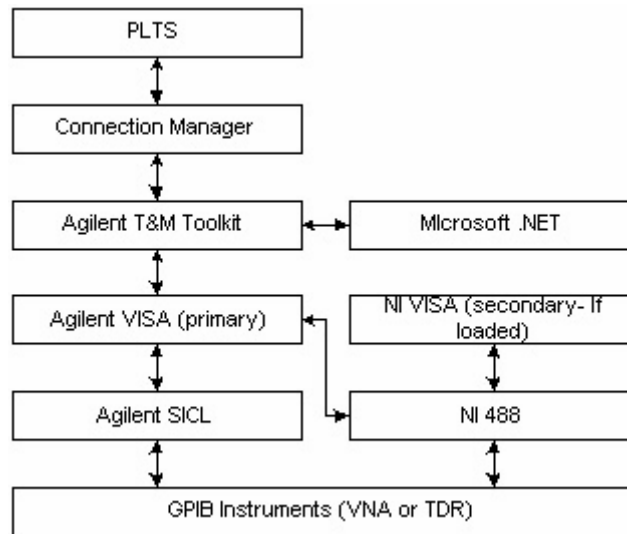 PLTS
Connection Manager
Agilent T&M Toolkit
MIcrosoft .NET
Agilent VISA (primary)
NI VISA (secondary- If
loaded)
Agilent SICL
NI 488
GPIB Instruments (VNA or TDR)